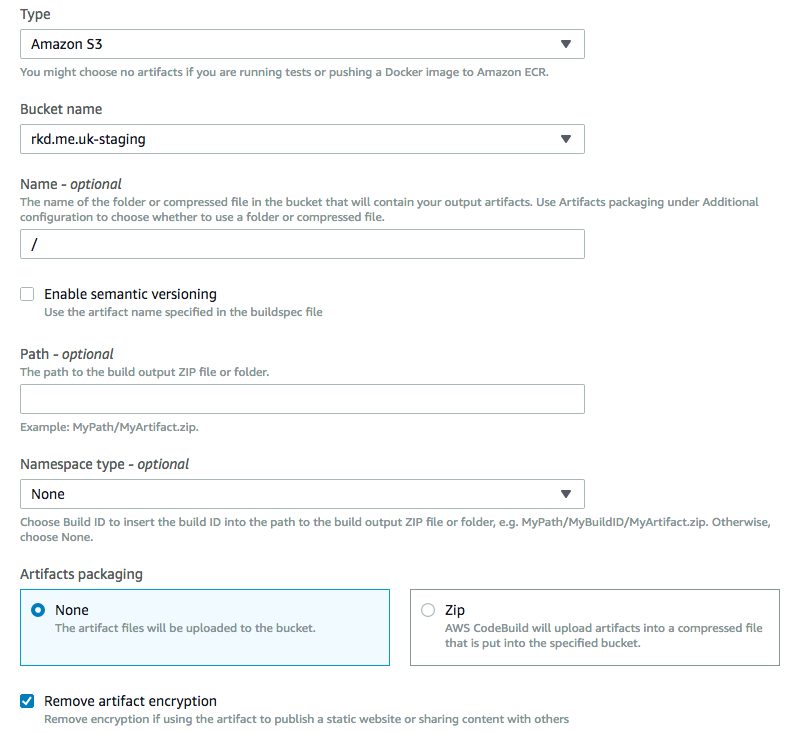 Type
Amazon S3
You might choose no artifacts if you are running tests or pushing a Docker image to Amazon ECR.
Bucket name
rkd.me.uk-staging
Name - optional
The name of the folder or compressed file in the bucket that will contain your output artifacts. Use Artifacts packaging under Additional
configuration to choose whether to use a folder or compressed file.
/
Enable semantic versioning
Use the artifact name specified in the buildspec file
Path - optional
The path to the build output ZIP file or folder.
Example: MyPath/MyArtifact.zip.
Namespace type - optional
None
Choose Build ID to insert the build ID into the path to the build output ZIP file or folder, e.g. MyPath/MyBuildID/MyArtifact.zip. Otherwise,
choose None.
Artifacts packaging
None
The artifact files will be uploaded to the bucket.
Zip
AWS CodeBuild will upload artifacts into a compressed file
that is put into the specified bucket.
Remove artifact encryption
Remove encryption if using the artifact to publish a static website or sharing content with others